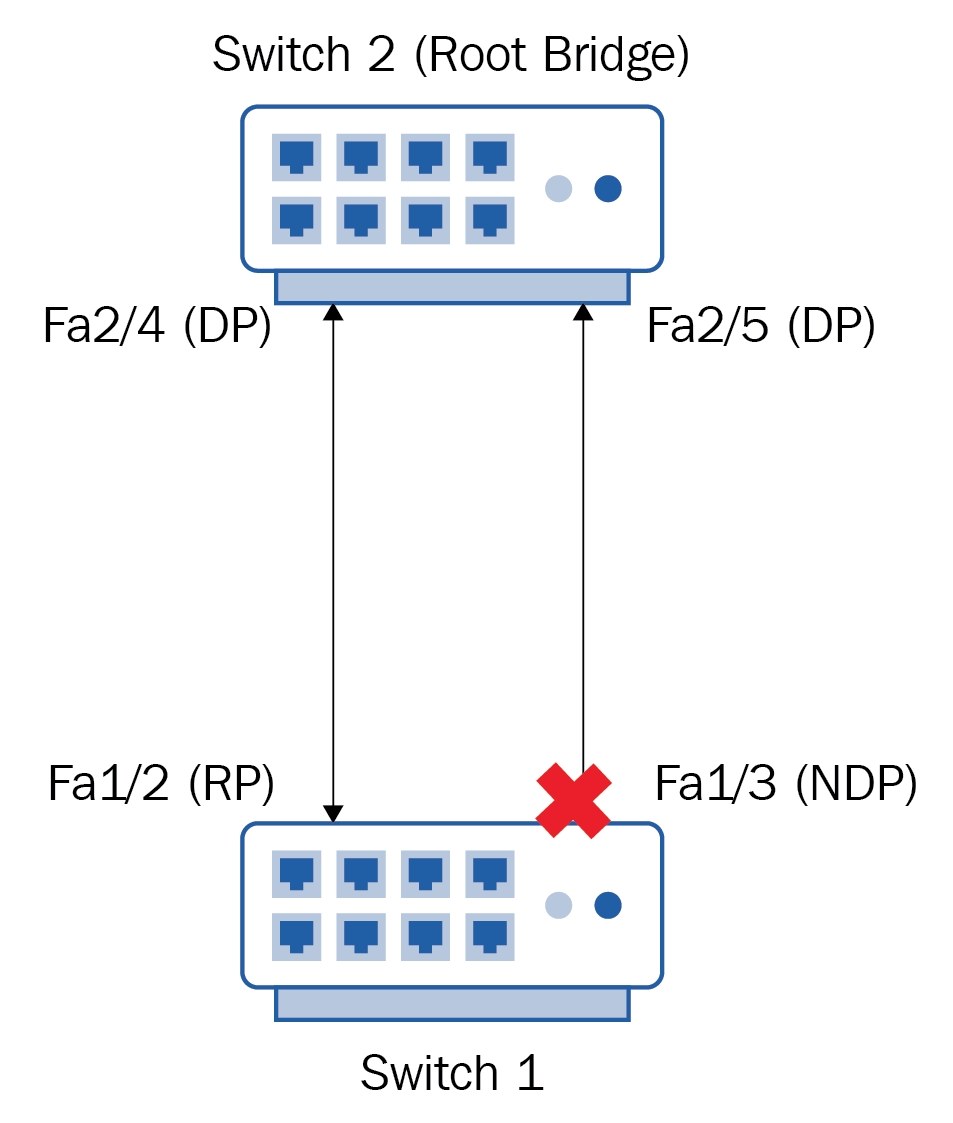 Switch 2 (Root Bridge)
Fa2/4 (DP)
Fa2/5 (DP)
Fa1/2 (RP)
Fa1/3 (NDP)
Switch 1